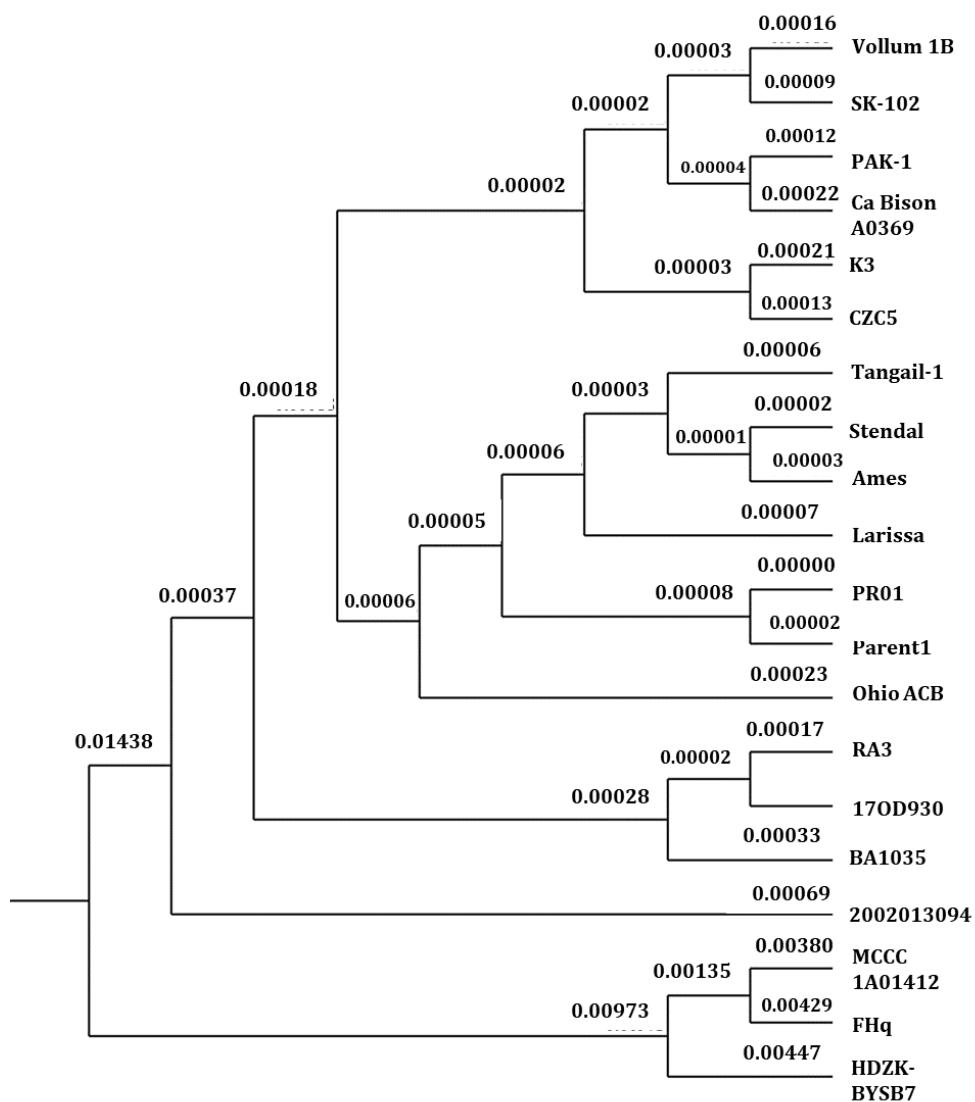 0.00016
Vollum 1B
0.00003
0.00009
SK-102
0.00002
0.00012
PAK-1
0.00004
0.00002
0.00022
Ca Bison
A0369
0.00021
K3
0.00003
0.00013
CZC5
0.00006
Tangail-1
0.00018
0.00003
0.00002
Stendal
0.00001
0.00006
0.00003
Ames
0.00005
0.00007
Larissa
0.00000
PR01
0.00037
0.00006
0.00008
0.00002
Parent1
0.00023
Ohio ACB
0.01438
0.00017
RA3
0.00002
0.00028
17OD930
0.00033
BA1035
0.00069
2002013094
0.00380
MCCC
1A01412
0.00135
0.00973
0.00429
FHq
0.00447
HDZK-
BYSB7